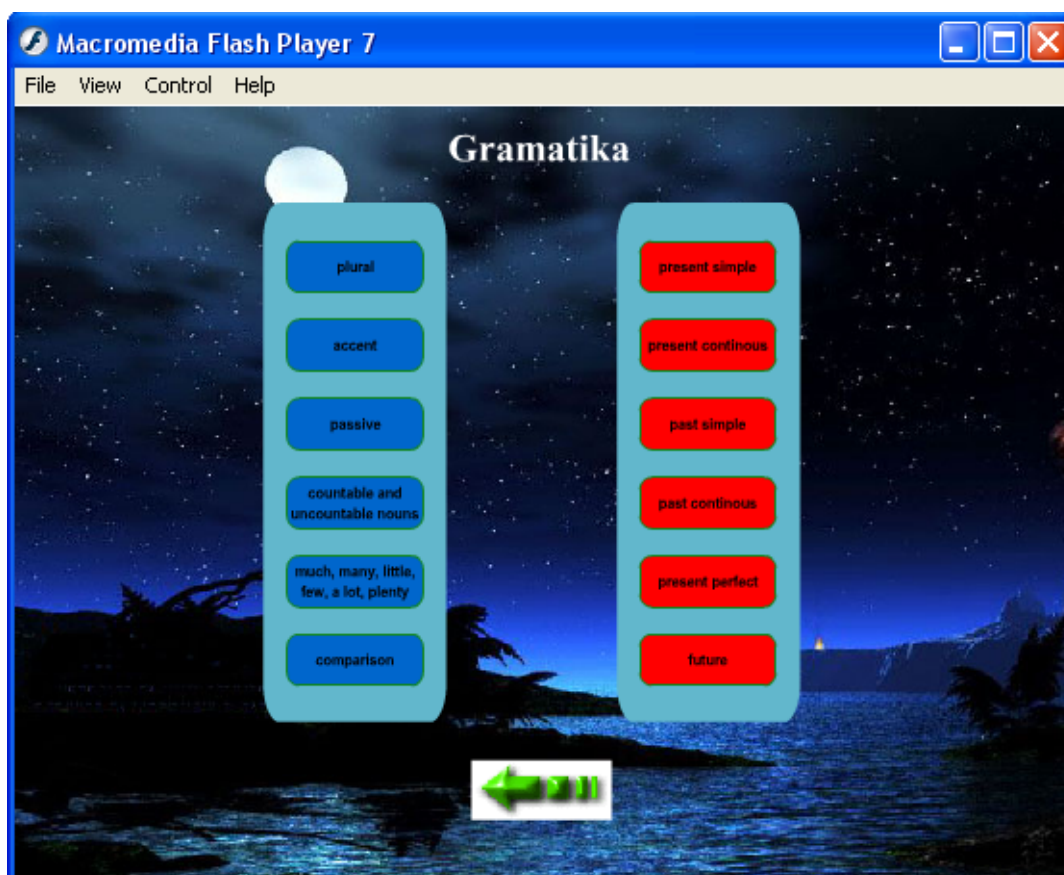 Macromedia Flash Player 7
File View Control Help
Gramatika
plural
accent
passive
countable and
uncountable nouns
much, many, little,
few, a lot, plenty
comparison
present simple
present continous
past simple
past continous
present perfect
future